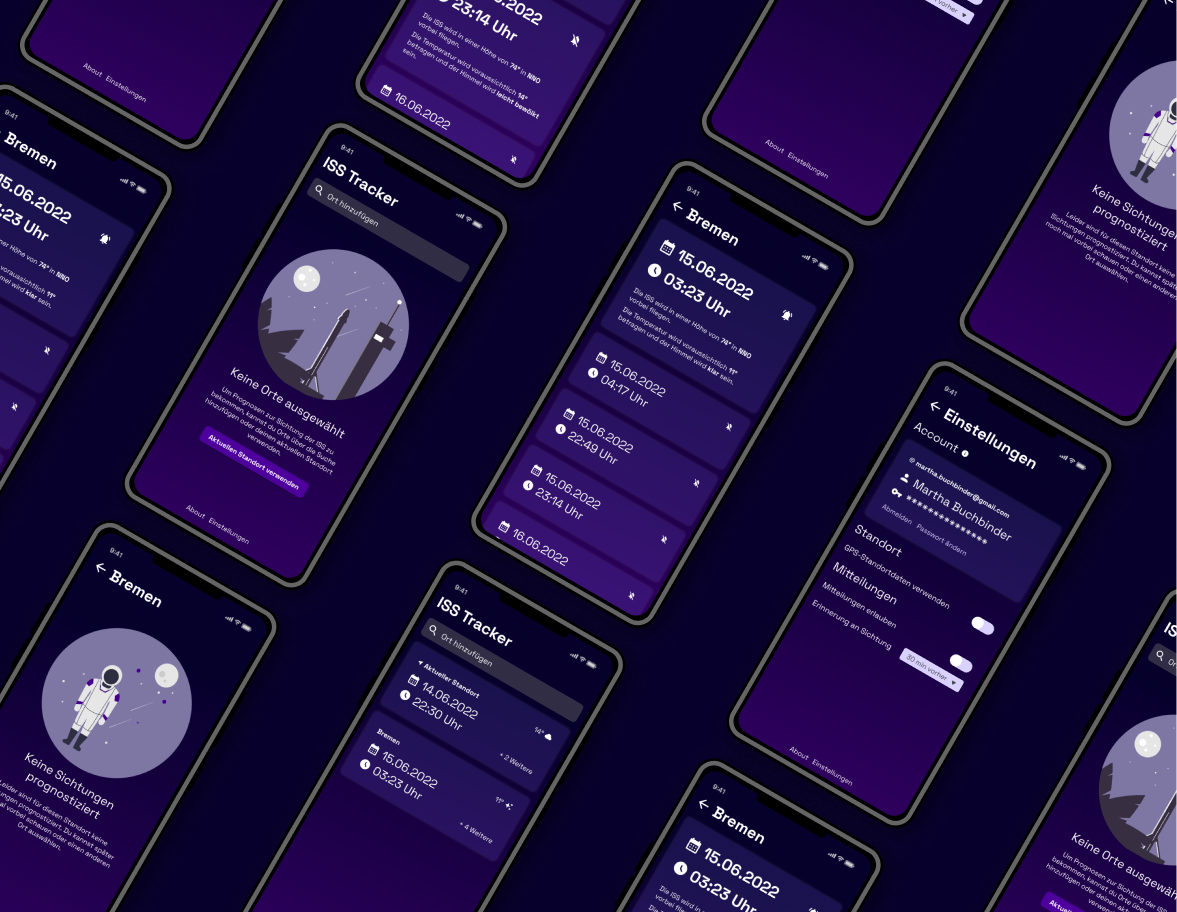 About Einstellungen
23:14 Uhr
Die ISS wird in einer Höhe von 74° in NNO
vorbei fliegen.
Die Temperatur wird voraussichtlich 14°
betragen und der Himmel wird leicht bewölkt
sein.
16.06.2022
vorher
About Einstellungen
Keine Sichtungen
prognostiziert
Leider sind für diesen Standort keine
Sichtungen prognostiziert. Du kannst später
noch mal vorbei schauen oder einen anderen
Ort auswählen.
9:41
Bremen
15.06.2022
:23 Uhr
einer Höhe von 74° in NNO
voraussichtlich 11°
klar sein.
9:41
ISS Tracker
Ort hinzufügen
Keine Orte ausgewählt
Um Prognosen zur Sichtung der ISS zu
bekommen, kannst du Orte über die Suche
hinzufügen oder deinen aktuellen Standort
verwenden.
Aktuellen Standort verwenden
About Einstellungen
9:41
Bremen
15.06.2022
03:23 Uhr
Die ISS wird in einer Höhe von 74° in NNO
vorbei fliegen.
Die Temperatur wird voraussichtlich 11°
betragen und der Himmel wird klar sein.
15.06.2022
04:17 Uhr
15.06.2022
22:49 Uhr
15.06.2022
23:14 Uhr
16.06.2022
9:41
Einstellungen
Account
@ martha.buchbinder@gmail.com
Martha Buchbinder
***************
Abmelden Passwort ändern
Standort
GPS-Standortdaten verwenden
Mitteilungen
Mitteilungen erlauben
Erinnerung an Sichtung
30 min vorher
About Einstellungen
9:41
Bremen
Keine Sichtungen
prognostiziert
Leider sind für diesen Standort keine
prognostiziert. Du kannst später
mal vorbei schauen oder einen anderen
Ort auswählen.
9:41
ISS Tracker
Ort hinzufügen
Aktueller Standort
14.06.2022
22:30 Uhr
14°
+ 2 Weitere
Bremen
15.06.2022
03:23 Uhr
11°
+ 4 Weitere
9:41
Bremen
15.06.2022
03:23 Uhr
Die ISS wird in einer Höhe von 74° in
vorbei fliegen.
Keine Orte ausgewählt
Um Prognosen zur Sichtung der ISS zu
bekommen, kannst du Orte über die
hinzufügen oder deinen aktuellen
verwenden.